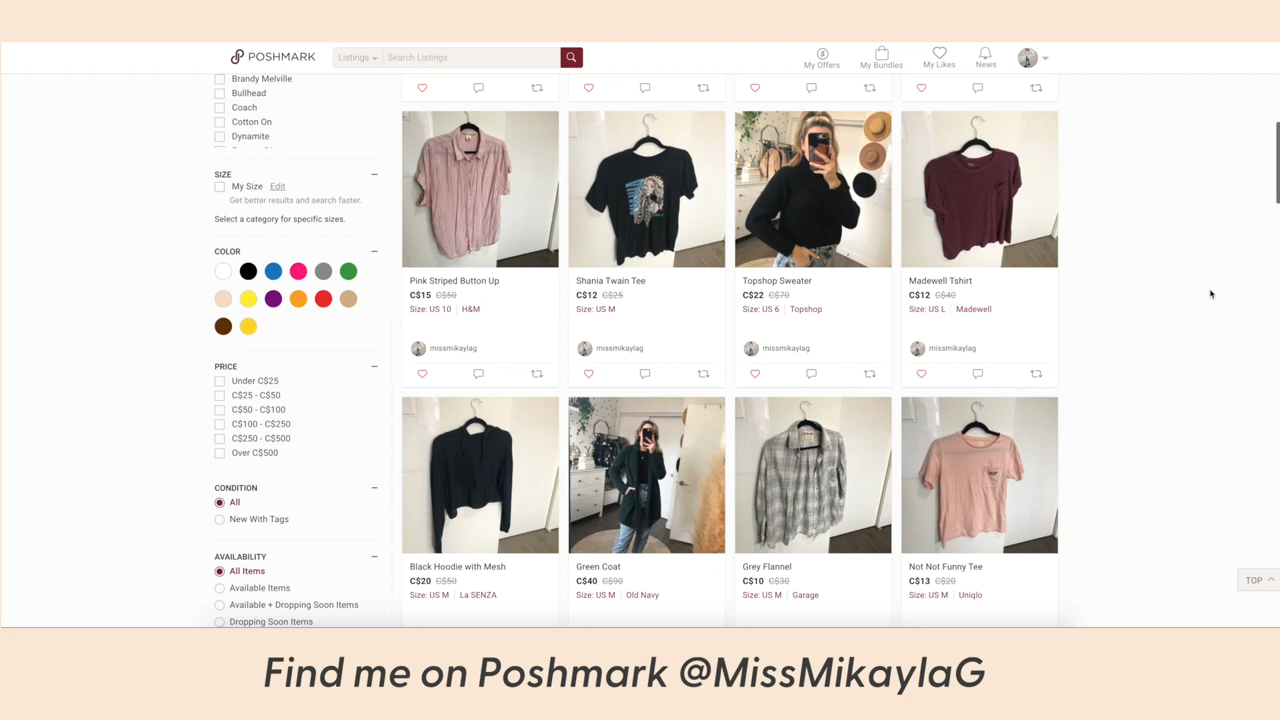 POSHMARK
Listings
Search Listings
My Offers
My Bundles
My Likes
News
Brandy Melville
Bullhead
Coach
Cotton On
Dynamite
SIZE
My Size Edit
Get better results and search faster.
Select a category for specific sizes.
COLOR
PRICE
Under C$25
C$25 - C$50
C$50 - C$100
C$100 - C$250
C$250 - C$500
Over C$500
CONDITION
All
New With Tags
AVAILABILITY
All Items
Available Items
Available + Dropping Soon Items
Dropping Soon Items
Pink Striped Button Up
C$15 C$50
Size: US 10 H&M
missmikaylag
Shania Twain Tee
C$12 C$25
Size: US M
missmikaylag
Topshop Sweater
C$22 C$70
Size: US 6 Topshop
missmikaylag
Madewell Tshirt
C$12 C$40
Size: US L Madewell
missmikaylag
Black Hoodie with Mesh
C$20 C$50
Size: US M La SENZA
Green Coat
C$40 C$90
Size: US M Old Navy
Grey Flannel
C$10 C$30
Size: US M Garage
Not Not Funny Tee
C$13 C$20
Size: US M Uniqlo
TOP
Find me on Poshmark @MissMikaylaG